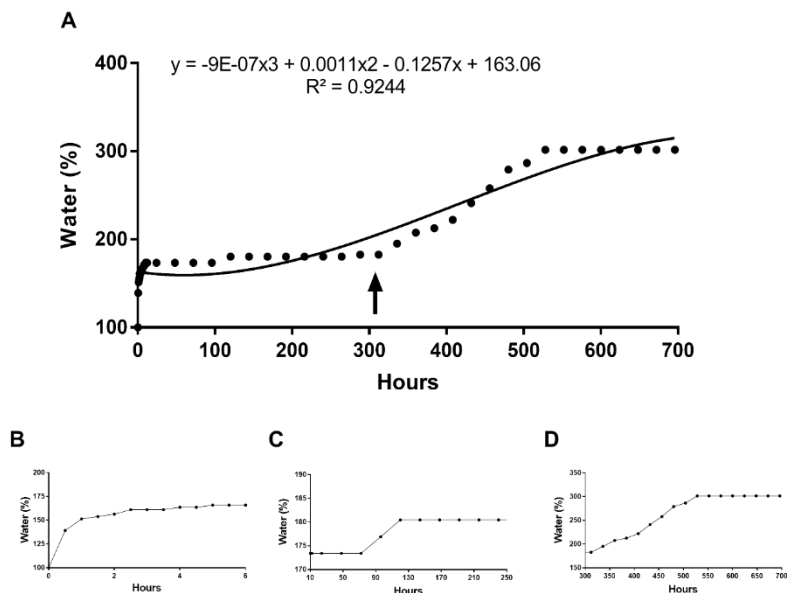 A
y = -9E-07x3 + 0.0011x2 - 0.1257x + 163.06
R² = 0.9244
400
300
200
100
Water (%)
0 100 200 300 400 500 600 700
Hours
B
200
175
150
125
100
Water (%)
0 2 4 6
Hours
C
190
185
180
175
170
Water (%)
10 50 90 130 170 210 250
Hours
D
350
300
250
200
150
Water (%)
300 350 400 450 500 550 600 650 700
Hours